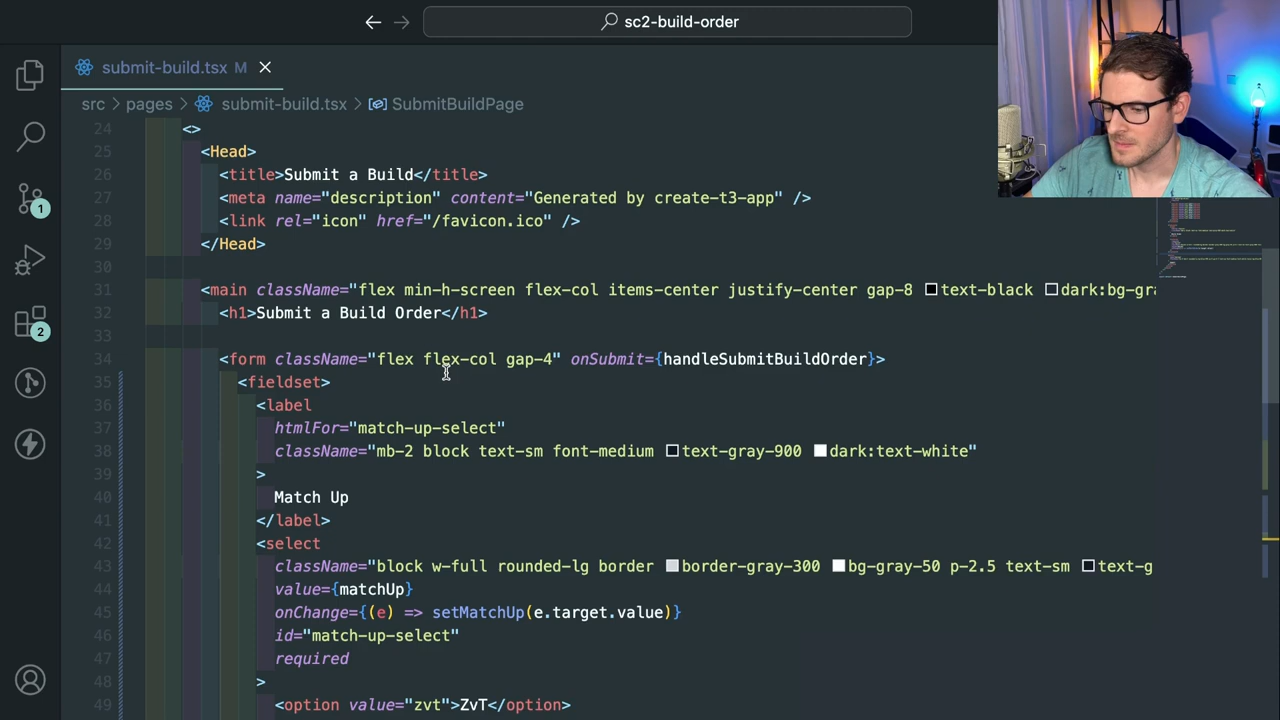 sc2-build-order
submit-build.tsx M
src > pages > submit-build.tsx > SubmitBuildPage
24 <>
25 <Head>
26 <title>Submit a Build</title>
27 <meta name="description" content="Generated by create-t3-app" />
28 <link rel="icon" href="/favicon.ico" />
29 </Head>
30
31 <main className="flex min-h-screen flex-col items-center justify-center gap-8 text-black dark:bg-gra
32 <h1>Submit a Build Order</h1>
33
34 <form className="flex flex-col gap-4" onSubmit={handleSubmitBuildOrder}>
35 <fieldset>
36 <label
37 htmlFor="match-up-select"
38 className="mb-2 block text-sm font-medium text-gray-900 dark:text-white"
39 >
40 Match Up
41 </label>
42 <select
43 className="block w-full rounded-lg border border-gray-300 bg-gray-50 p-2.5 text-sm text-g
44 value={matchUp}
45 onChange={(e) => setMatchUp(e.target.value)}
46 id="match-up-select"
47 required
48 >
49 <option value="zvt">ZvT</option>
1
2